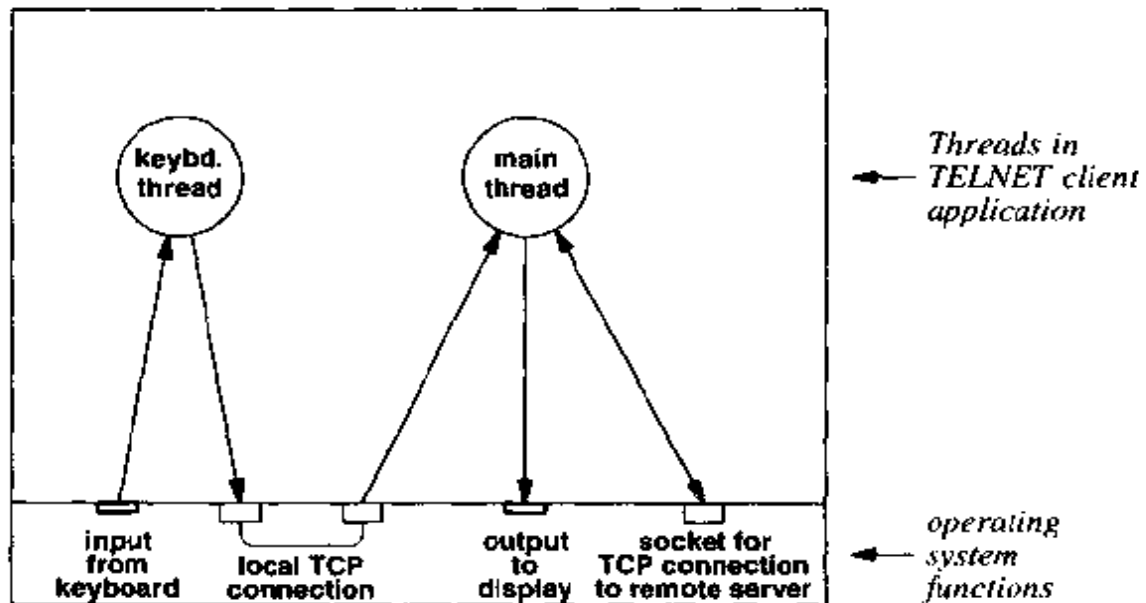 keybd.
thread
main
thread
Threads in
TELNET client
application
input
from
keyboard
local TCP
connection
output
to
display
socket for
TCP connection
to remote server
operating
system
functions